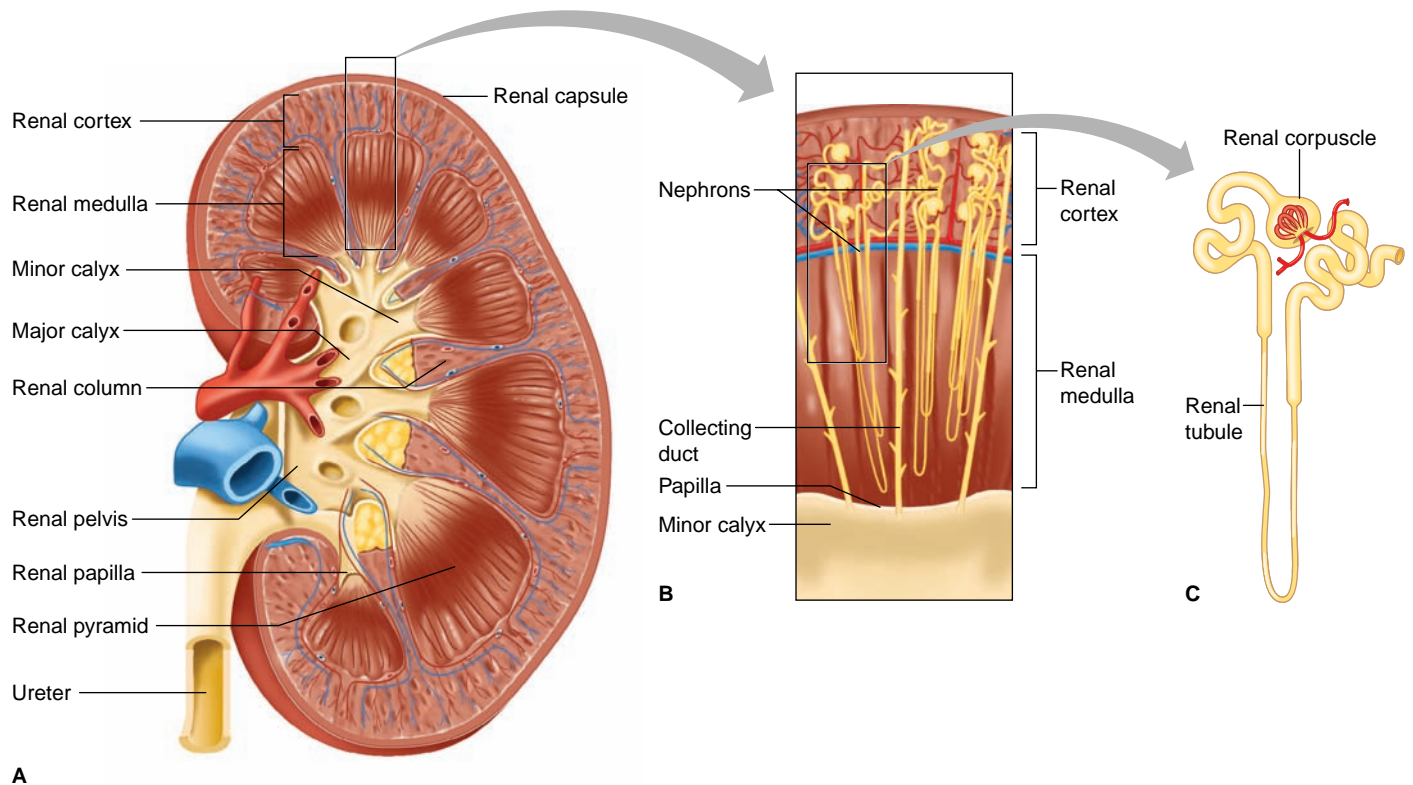 Renal cortex
Renal medulla
Minor calyx
Major calyx
Renal column
Renal pelvis
Renal papilla
Renal pyramid
Ureter
A
Renal capsule
Nephrons
Collecting
duct
Papilla
Minor calyx
B
Renal
cortex
Renal
medulla
Renal corpuscle
Renal
tubule
C